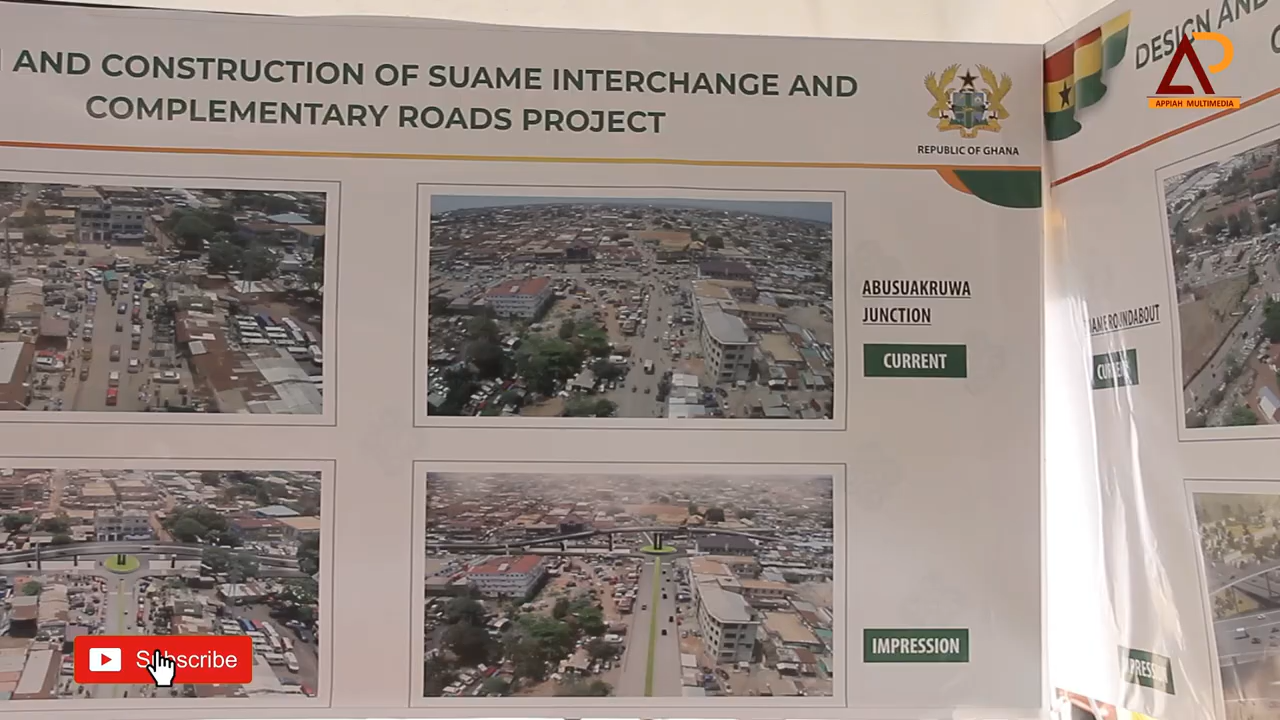 AND CONSTRUCTION OF SUAME INTERCHANGE AND
COMPLEMENTARY ROADS PROJECT
REPUBLIC OF GHANA
ABUSUAKRUWA
JUNCTION
CURRENT
IMPRESSION
DESIGN AND
APPIAH MULTIMEDIA
ROUNDABOUT
Subscribe